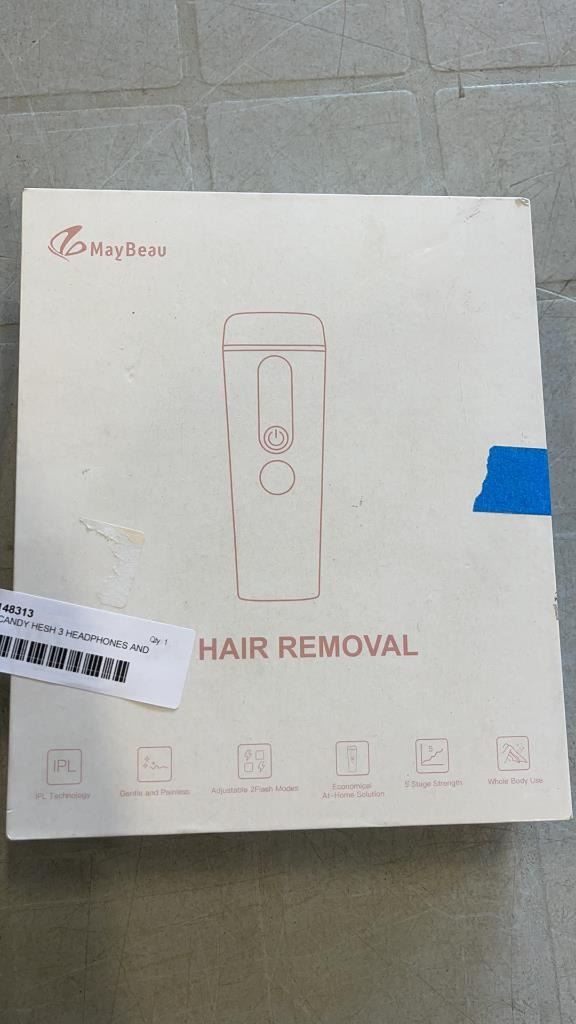 MayBeau
148313
CANDY HESH 3 HEADPHONES AND
Qty: 1
HAIR REMOVAL
IPL
IPL Technology
Gentle and Painless
Adjustable 2Flash Modes
Economical
At-Home Solution
5
5 Stage Strength
Whole Body Use